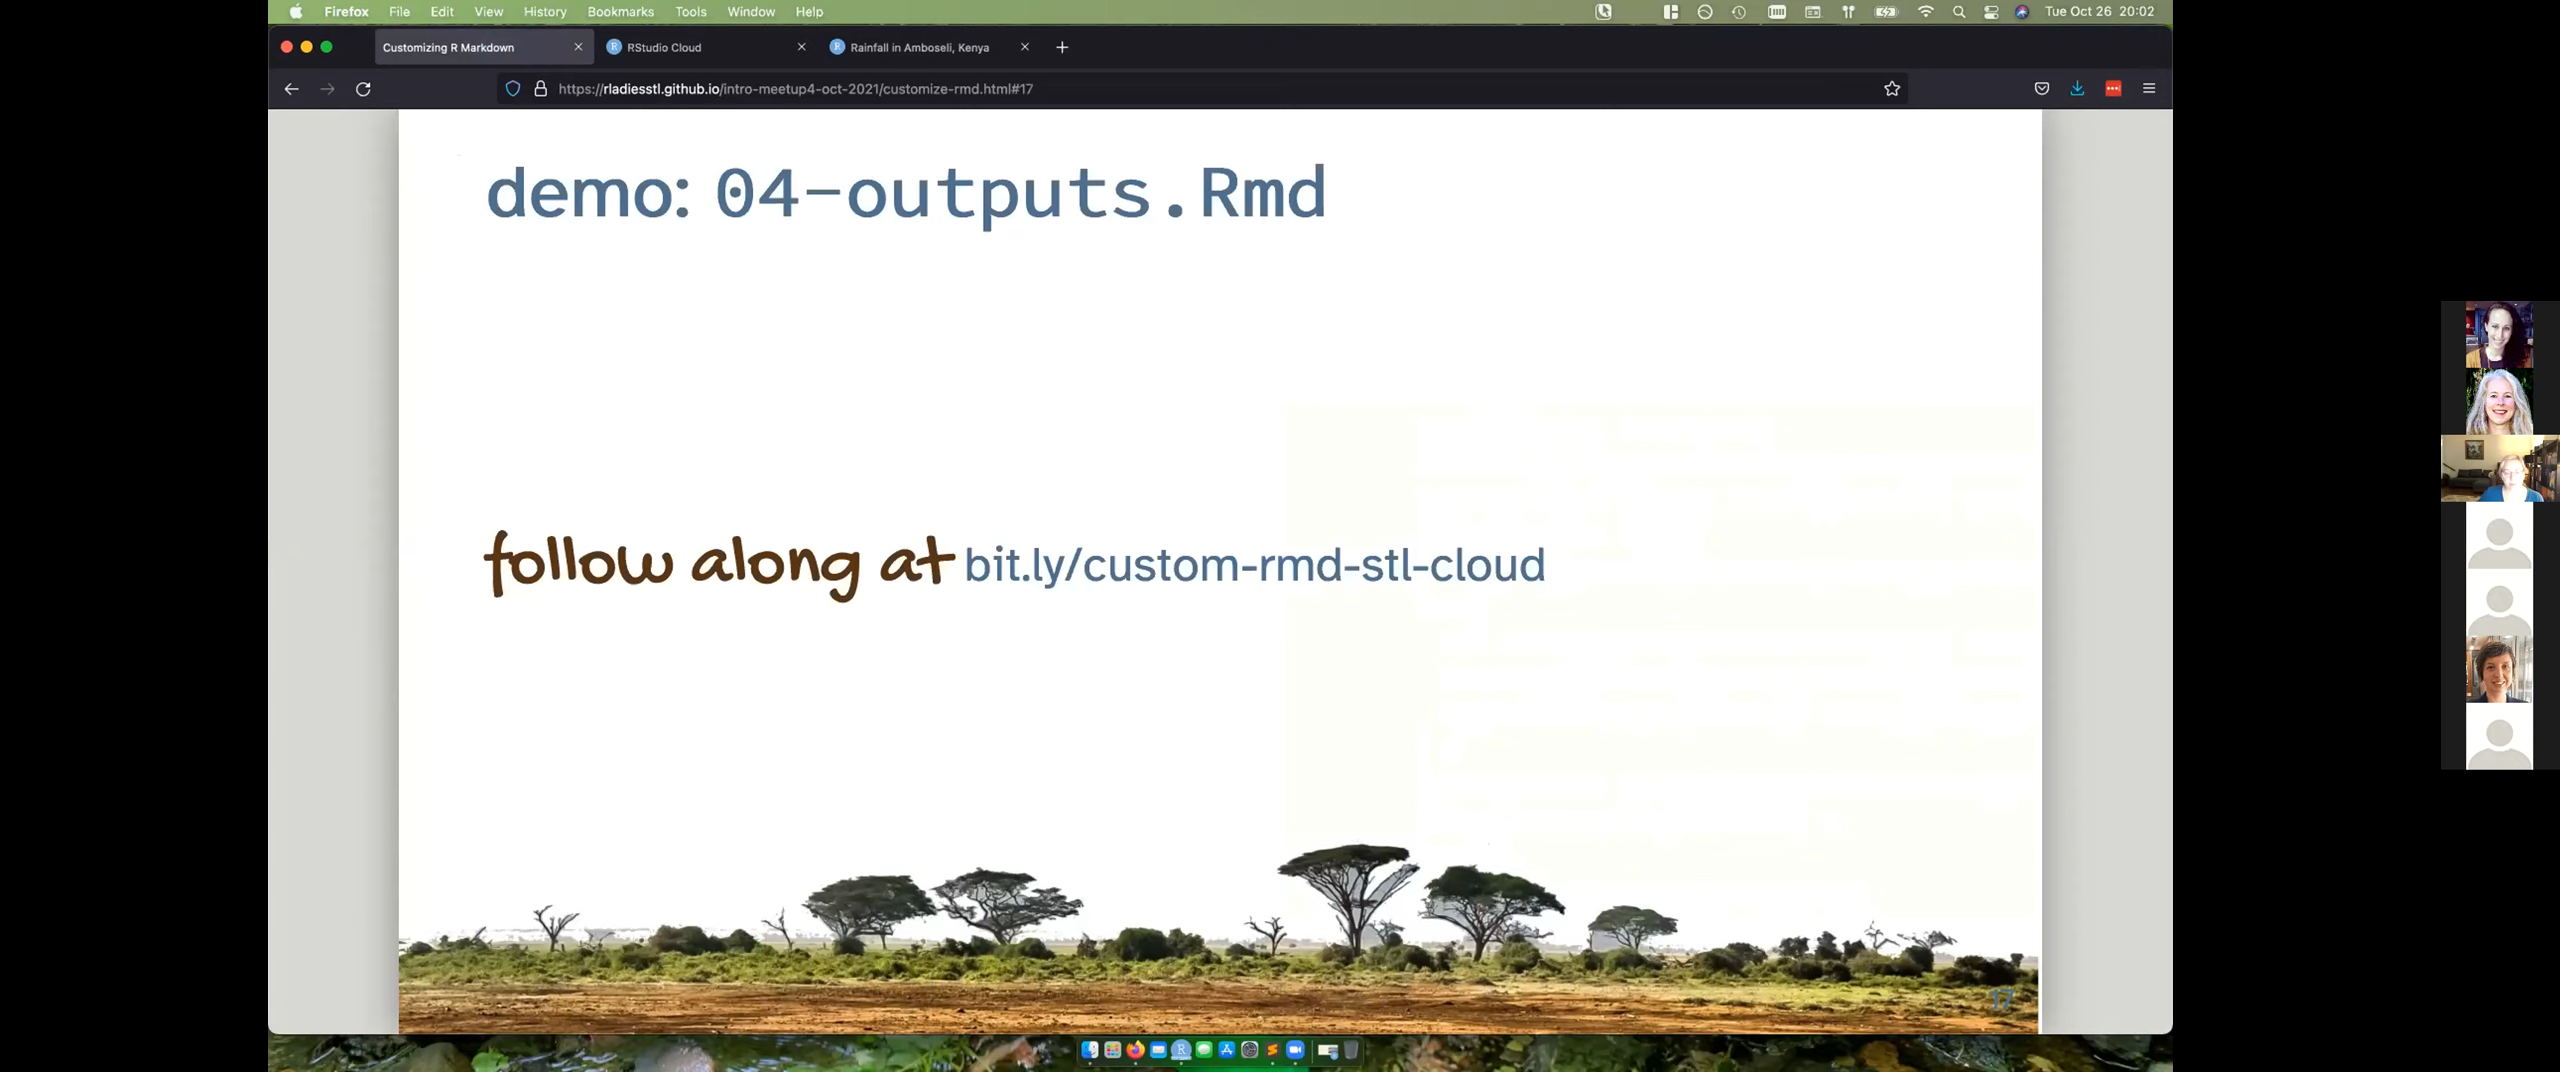 Firefox File Edit View History Bookmarks Tools Window Help Tue Oct 26 20:02
Customizing R Markdown RStudio Cloud Rainfall in Amboseli, Kenya
https://rladiesstl.github.io/intro-meetup4-oct-2021/customize-rmd.html#17
demo: 04-outputs.Rmd
follow along at bit.ly/custom-rmd-stl-cloud
17